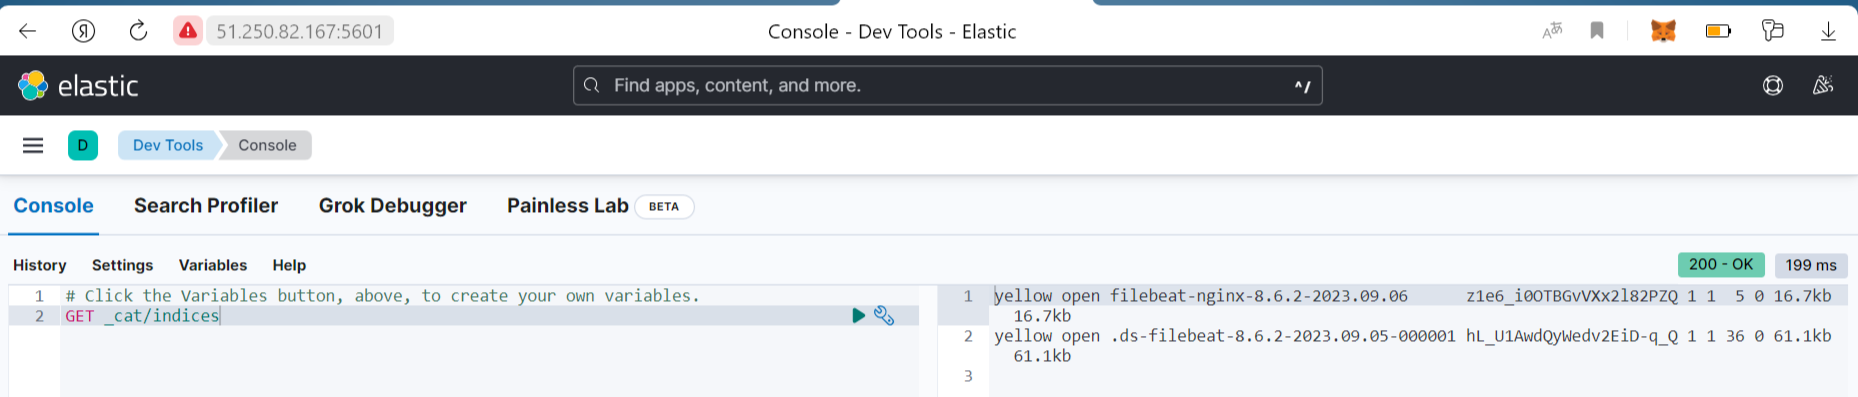 Я 51.250.82.167:5601 Console - Dev Tools - Elastic
elastic Find apps, content, and more. ^/
D Dev Tools Console
Console Search Profiler Grok Debugger Painless Lab BETA
History Settings Variables Help 200 - OK 199 ms
1 # Click the Variables button, above, to create your own variables.
2 GET _cat/indices
1 yellow open filebeat-nginx-8.6.2-2023.09.06 z1e6_i0OTBGvVXx2l82PZQ 1 1 5 0 16.7kb
16.7kb
2 yellow open .ds-filebeat-8.6.2-2023.09.05-000001 hL_U1AwdQyWedv2EiD-q_Q 1 1 36 0 61.1kb
61.1kb
3